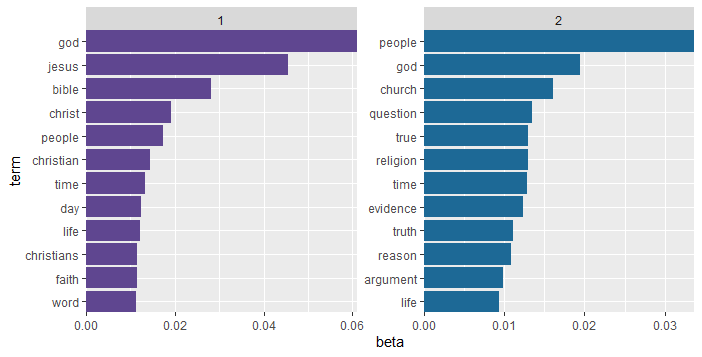 1
2
term
god
jesus
bible
christ
people
christian
time
day
life
christians
faith
word
0.00 0.02 0.04 0.06
people
god
church
question
true
religion
time
evidence
truth
reason
argument
life
0.00 0.01 0.02 0.03
beta